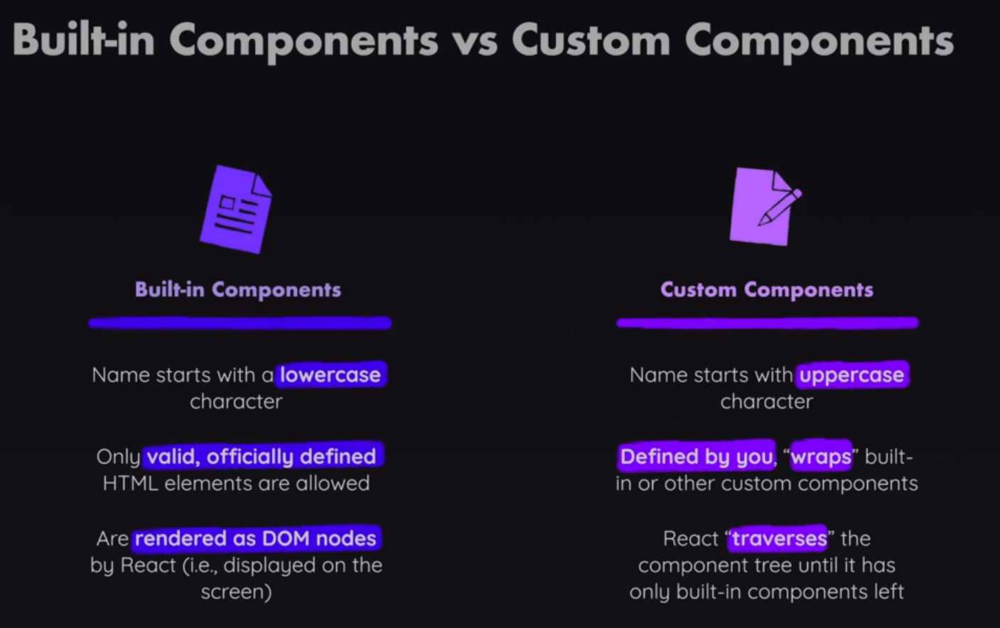 Built-in Components vs Custom Components
Built-in Components
Name starts with a lowercase
character
Only valid, officially defined
HTML elements are allowed
Are rendered as DOM nodes
by React (i.e., displayed on the
screen)
Custom Components
Name starts with uppercase
character
Defined by you, “wraps” built-
in or other custom components
React “traverses” the
component tree until it has
only built-in components left